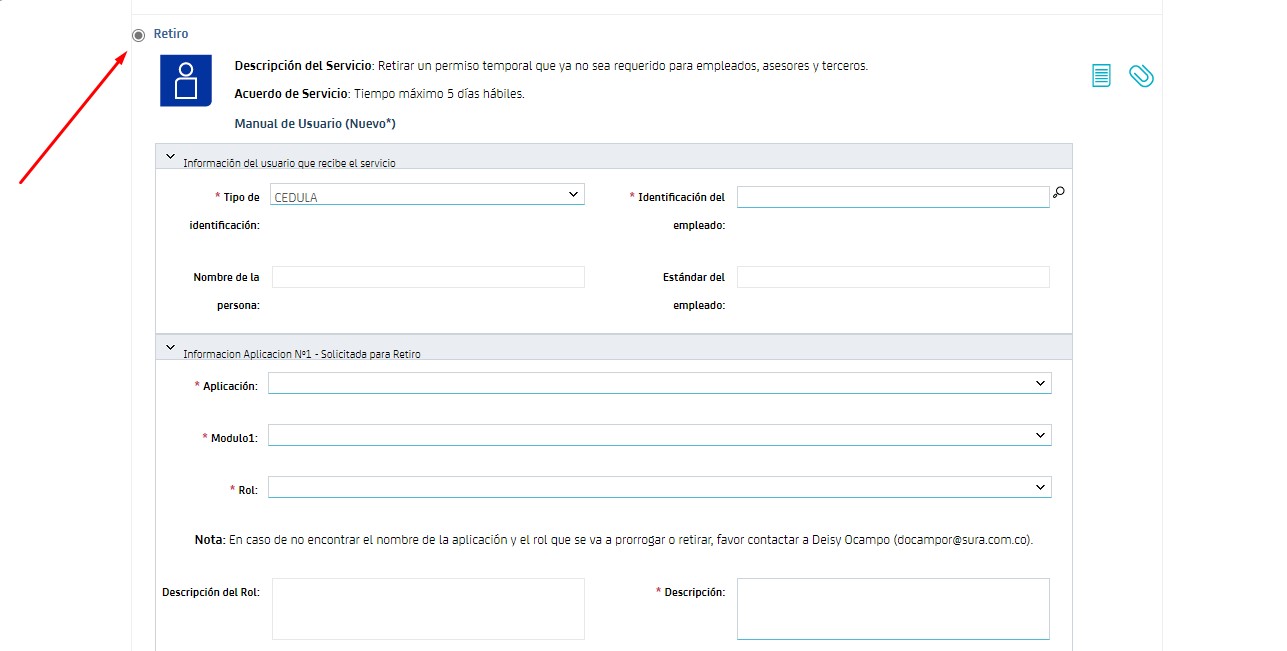 Retiro
Descripción del Servicio: Retirar un permiso temporal que ya no sea requerido para empleados, asesores y terceros.
Acuerdo de Servicio: Tiempo máximo 5 días hábiles.
Manual de Usuario (Nuevo*)
Información del usuario que recibe el servicio
* Tipo de identificación: CEDULA
* Identificación del empleado:
Nombre de la persona:
Estándar del empleado:
Informacion Aplicacion Nº1 - Solicitada para Retiro
* Aplicación:
* Modulo1:
* Rol:
Nota: En caso de no encontrar el nombre de la aplicación y el rol que se va a prorrogar o retirar, favor contactar a Deisy Ocampo (docampor@sura.com.co).
Descripción del Rol:
* Descripción: